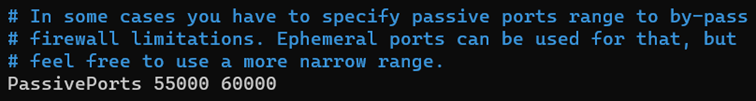 # In some cases you have to specify passive ports range to by-pass
# firewall limitations. Ephemeral ports can be used for that, but
# feel free to use a more narrow range.
PassivePorts 55000 60000